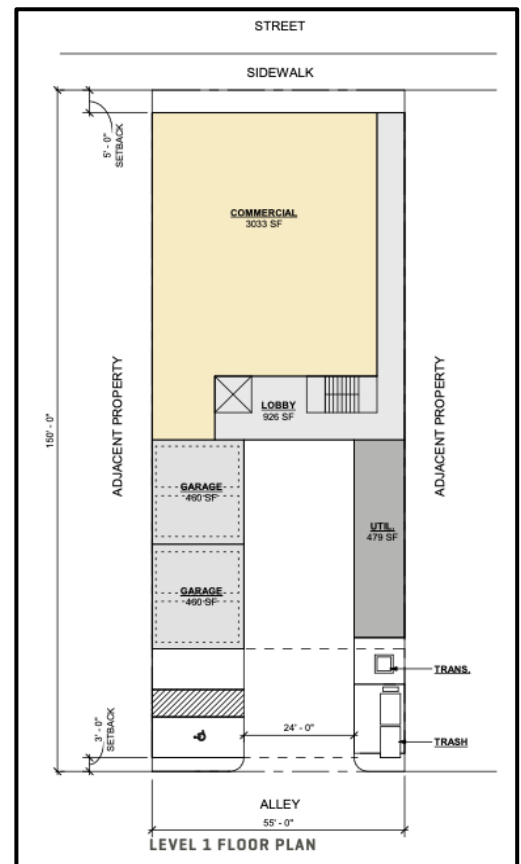 STREET
SIDEWALK
5' - 0"
SETBACK
COMMERCIAL
3033 SF
ADJACENT PROPERTY
ADJACENT PROPERTY
150' - 0"
LOBBY
926 SF
GARAGE
460 SF
UTIL.
479 SF
GARAGE
460 SF
TRANS.
3' - 0"
SETBACK
24' - 0"
TRASH
ALLEY
55' - 0"
LEVEL 1 FLOOR PLAN